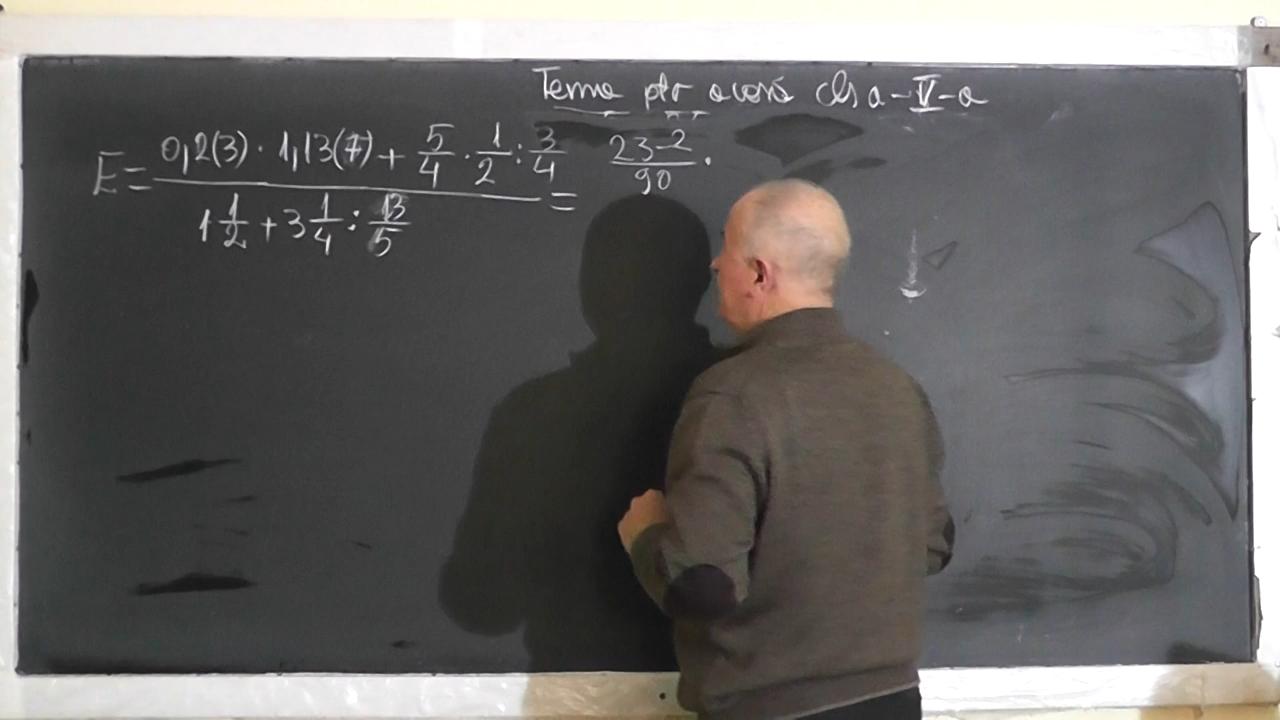 Tema ptr acasă cls a-V-a
E = (0,2(3) · 1,13(7) + 5/4 · 1/2 : 3/4) / (1 1/2 + 3 1/4 : 13/5) = (23-2)/90 ·